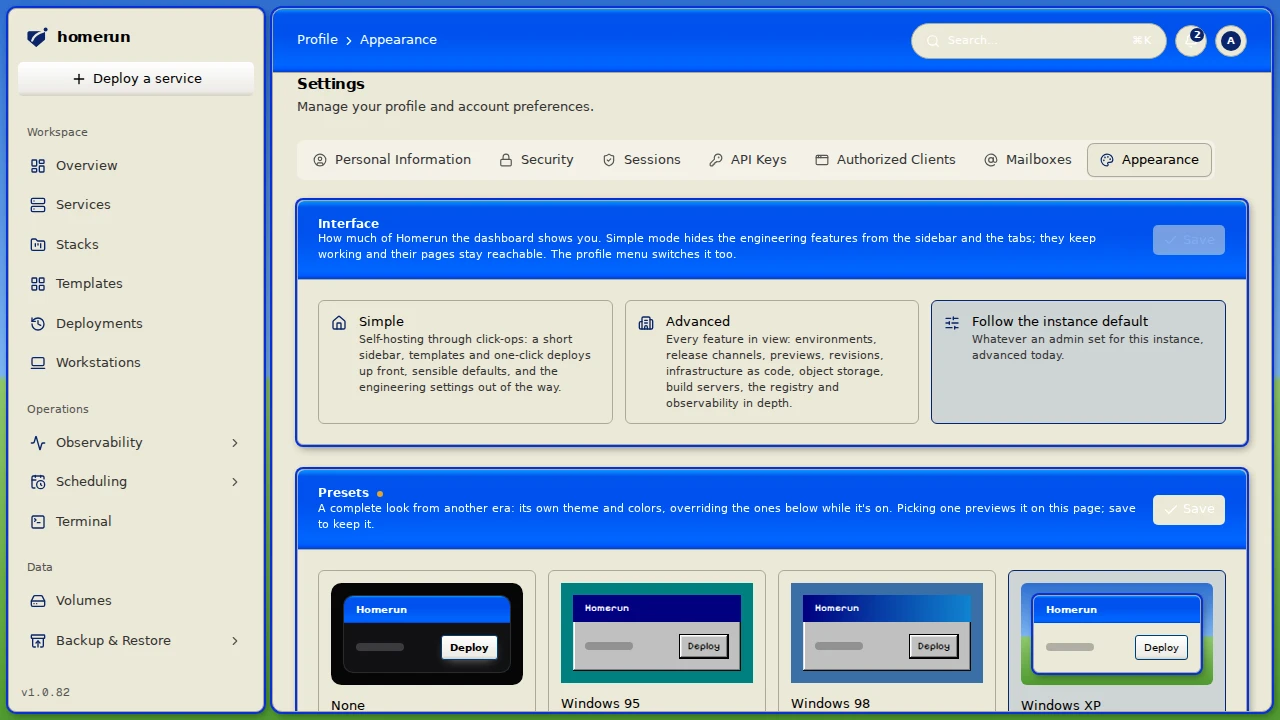 homerun
Deploy a service
Workspace
Overview
Services
Stacks
Templates
Deployments
Workstations
Operations
Observability
Scheduling
Terminal
Data
Volumes
Backup & Restore
v1.0.82
Profile > Appearance
Search...
⌘K
2
A
Settings
Manage your profile and account preferences.
Personal Information
Security
Sessions
API Keys
Authorized Clients
Mailboxes
Appearance
Interface
How much of Homerun the dashboard shows you. Simple mode hides the engineering features from the sidebar and the tabs; they keep
working and their pages stay reachable. The profile menu switches it too.
Save
Simple
Self-hosting through click-ops: a short
sidebar, templates and one-click deploys
up front, sensible defaults, and the
engineering settings out of the way.
Advanced
Every feature in view: environments,
release channels, previews, revisions,
infrastructure as code, object storage,
build servers, the registry and
observability in depth.
Follow the instance default
Whatever an admin set for this instance,
advanced today.
Presets
A complete look from another era: its own theme and colors, overriding the ones below while it's on. Picking one previews it on this page; save
to keep it.
Save
Homerun
Deploy
None
Homerun
Deploy
Windows 95
Homerun
Deploy
Windows 98
Homerun
Deploy
Windows XP